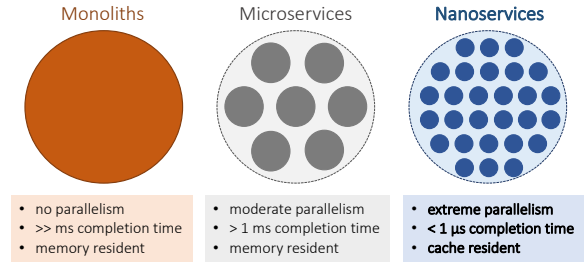 Monoliths
Microservices
Nanoservices
• no parallelism
• >> ms completion time
• memory resident
• moderate parallelism
• > 1 ms completion time
• memory resident
• extreme parallelism
• < 1 μs completion time
• cache resident